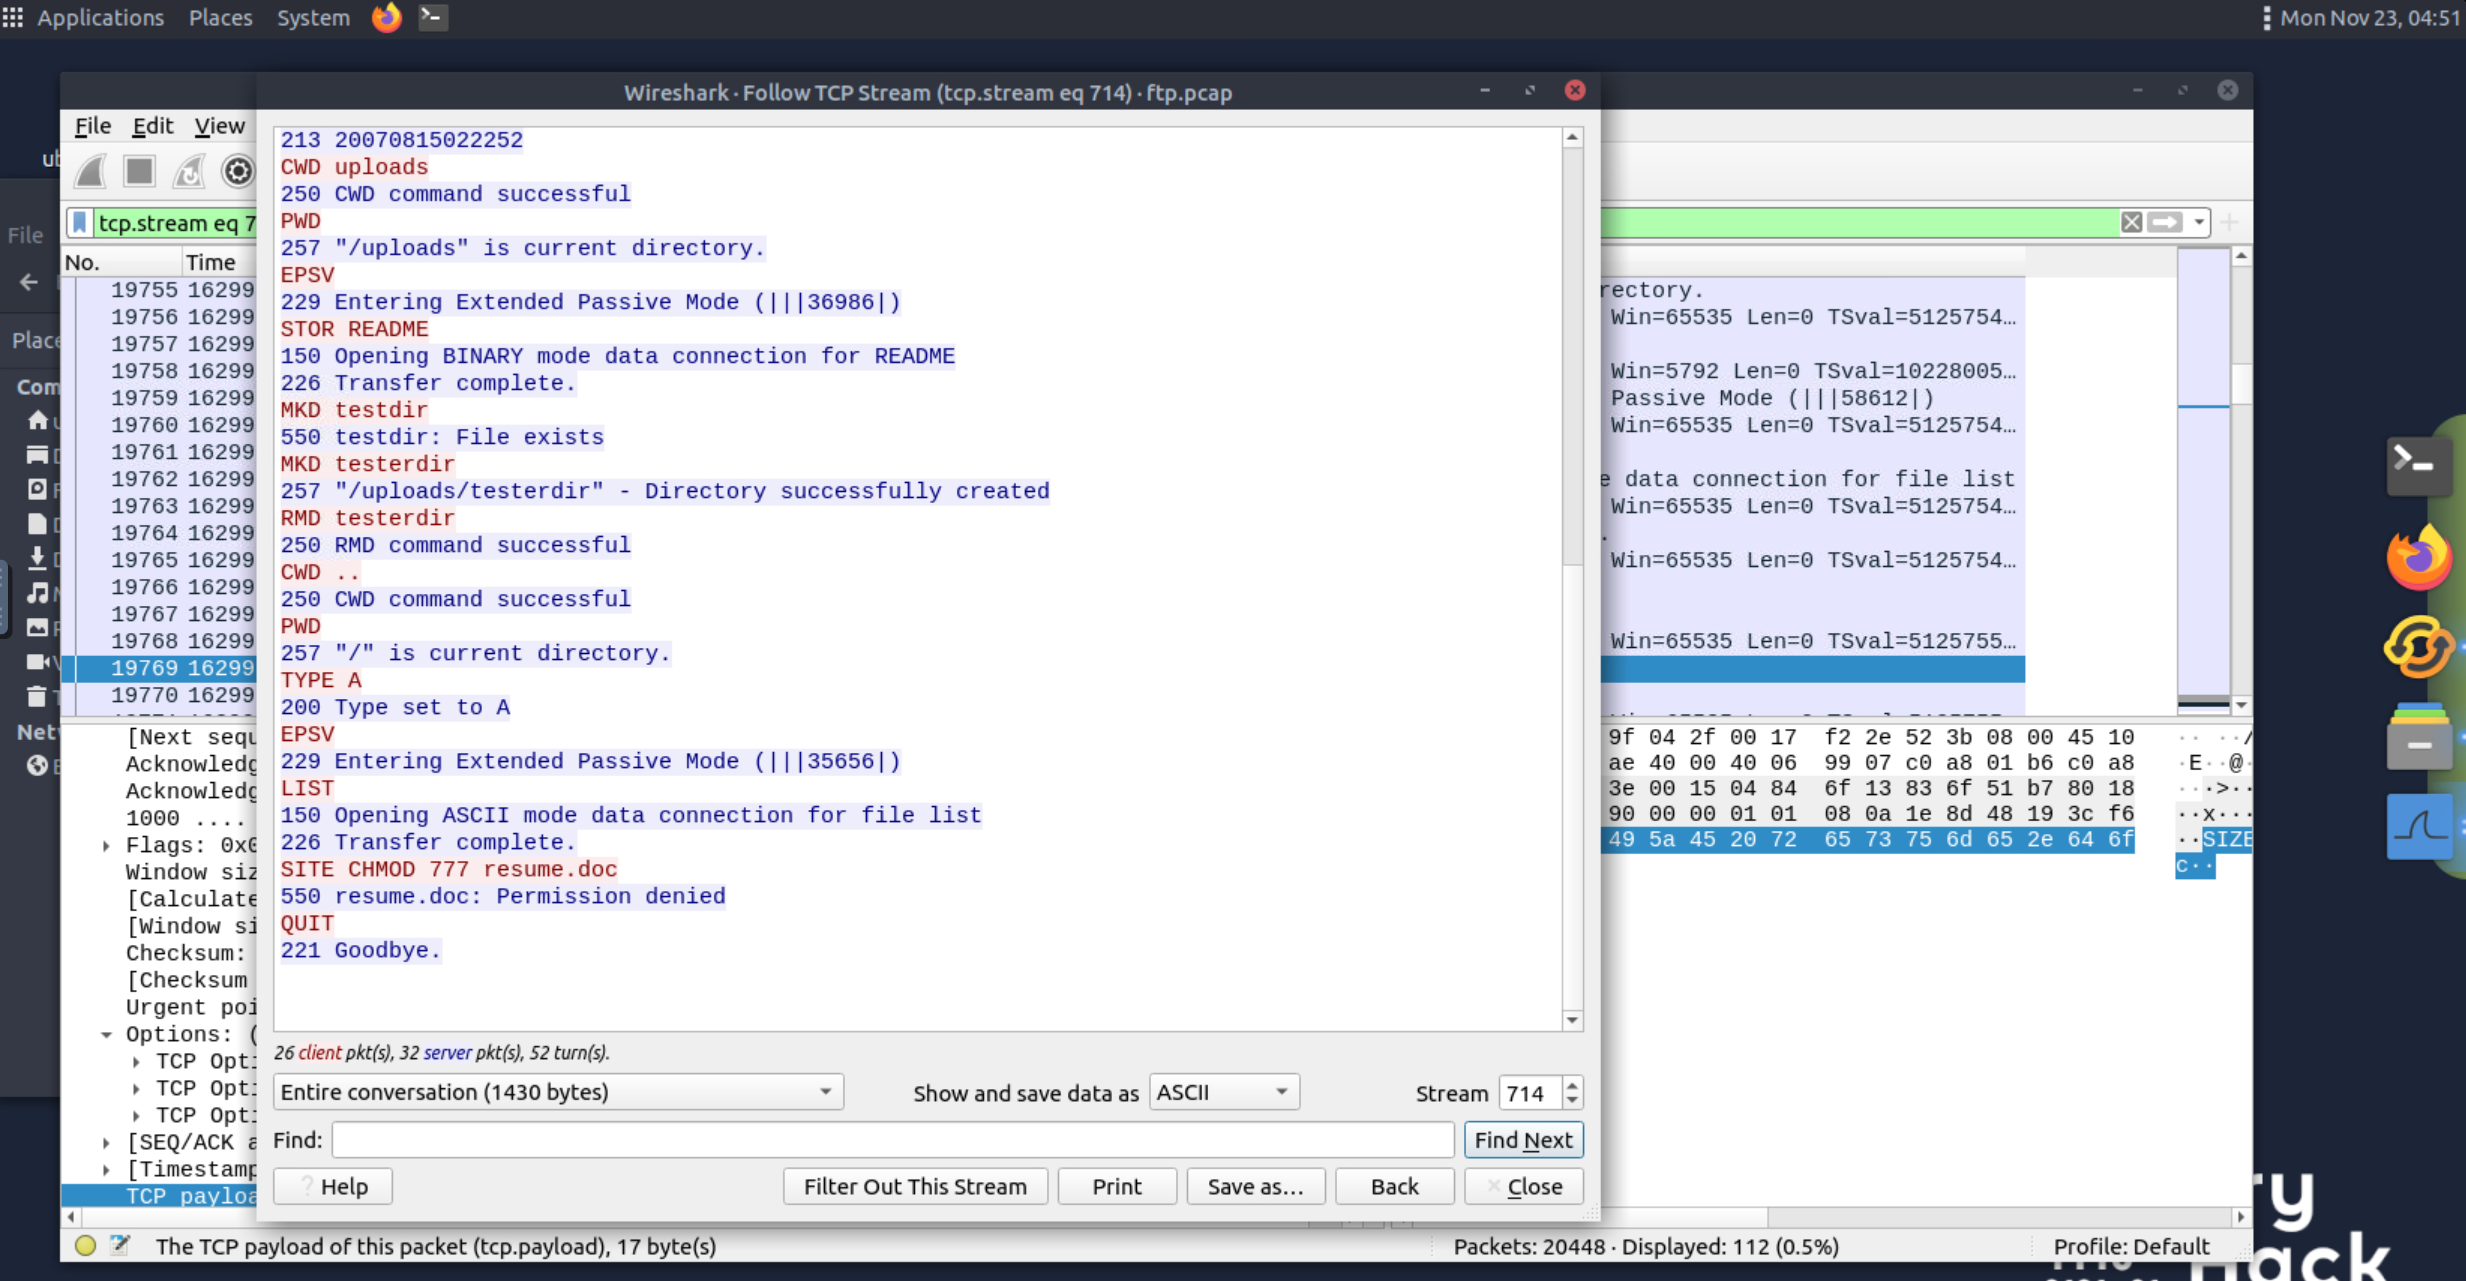 Applications Places System Mon Nov 23, 04:51
Wireshark · Follow TCP Stream (tcp.stream eq 714) · ftp.pcap
File Edit View
tcp.stream eq 7
File
No. Time
Place
Com
Net
19755 16299
19756 16299
19757 16299
19758 16299
19759 16299
19760 16299
19761 16299
19762 16299
19763 16299
19764 16299
19765 16299
19766 16299
19767 16299
19768 16299
19769 16299
19770 16299
213 20070815022252
CWD uploads
250 CWD command successful
PWD
257 "/uploads" is current directory.
EPSV
229 Entering Extended Passive Mode (|||36986|)
STOR README
150 Opening BINARY mode data connection for README
226 Transfer complete.
MKD testdir
550 testdir: File exists
MKD testerdir
257 "/uploads/testerdir" - Directory successfully created
RMD testerdir
250 RMD command successful
CWD ..
250 CWD command successful
PWD
257 "/" is current directory.
TYPE A
200 Type set to A
EPSV
229 Entering Extended Passive Mode (|||35656|)
LIST
150 Opening ASCII mode data connection for file list
226 Transfer complete.
SITE CHMOD 777 resume.doc
550 resume.doc: Permission denied
QUIT
221 Goodbye.
rectory.
Win=65535 Len=0 TSval=5125754…
Win=5792 Len=0 TSval=10228005…
Passive Mode (|||58612|)
Win=65535 Len=0 TSval=5125754…
e data connection for file list
Win=65535 Len=0 TSval=5125754…
.
Win=65535 Len=0 TSval=5125754…
Win=65535 Len=0 TSval=5125755…
[Next sequ
Acknowledg
Acknowledg
1000 ....
Flags: 0x0
Window siz
[Calculate
[Window si
Checksum:
[Checksum
Urgent poi
Options: (
TCP Opti
TCP Opti
TCP Opti
[SEQ/ACK a
[Timestamp
TCP payloa
9f 04 2f 00 17 f2 2e 52 3b 08 00 45 10 ·· ··/
ae 40 00 40 06 99 07 c0 a8 01 b6 c0 a8 ·E··@·
3e 00 15 04 84 6f 13 83 6f 51 b7 80 18 ···>··
90 00 00 01 01 08 0a 1e 8d 48 19 3c f6 ··x···
49 5a 45 20 72 65 73 75 6d 65 2e 64 6f ··SIZE
c··
26 client pkt(s), 32 server pkt(s), 52 turn(s).
Entire conversation (1430 bytes) Show and save data as ASCII Stream 714
Find: Find Next
? Help Filter Out This Stream Print Save as… Back Close
The TCP payload of this packet (tcp.payload), 17 byte(s) Packets: 20448 · Displayed: 112 (0.5%) Profile: Default
ry
Hack